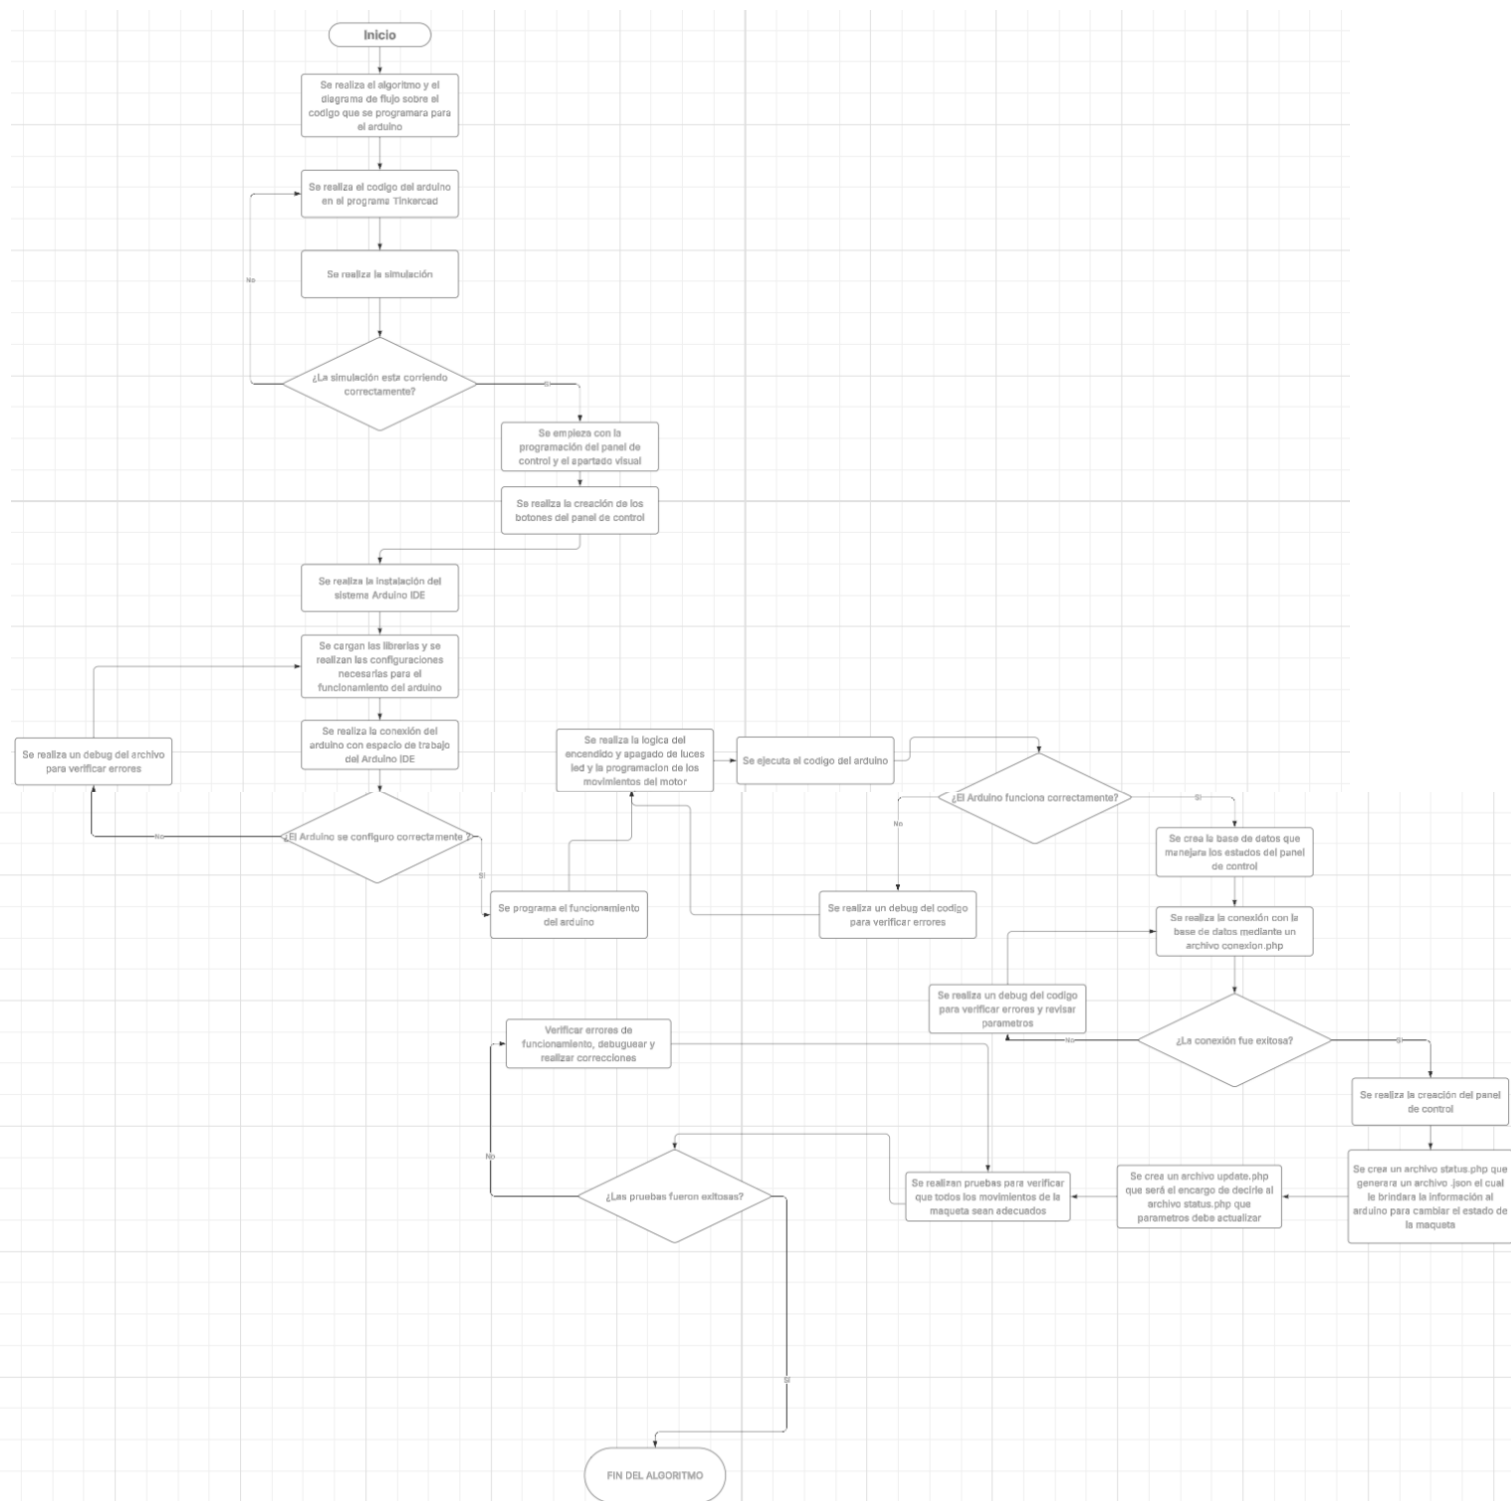 Inicio
Se realiza el algoritmo y el
diagrama de flujo sobre el
codigo que se programara para
el arduino
Se realiza el codigo del arduino
en el programa Tinkercad
Se realiza la simulación
No
¿La simulación esta corriendo
correctamente?
SI
Se empieza con la
programación del panel de
control y el apartado visual
Se realiza la creación de los
botones del panel de control
Se realiza la instalación del
sistema Arduino IDE
Se cargan las librerias y se
realizan las configuraciones
necesarias para el
funcionamiento del arduino
Se realiza la conexión del
arduino con espacio de trabajo
del Arduino IDE
Se realiza un debug del archivo
para verificar errores
No
¿El Arduino se configuro correctamente ?
SI
Se programa el funcionamiento
del arduino
Se realiza la logica del
encendido y apagado de luces
led y la programacion de los
movimientos del motor
Se ejecuta el codigo del arduino
¿El Arduino funciona correctamente?
No
Se realiza un debug del codigo
para verificar errores
SI
Se crea la base de datos que
manejara los estados del panel
de control
Se realiza la conexión con la
base de datos mediante un
archivo conexion.php
Se realiza un debug del codigo
para verificar errores y revisar
parametros
No
¿La conexión fue exitosa?
SI
Se realiza la creación del panel
de control
Se crea un archivo status.php que
generara un archivo .json el cual
le brindara la información al
arduino para cambiar el estado de
la maqueta
Se crea un archivo update.php
que será el encargo de decirle al
archivo status.php que
parametros debe actualizar
Se realizan pruebas para verificar
que todos los movimientos de la
maqueta sean adecuados
Verificar errores de
funcionamiento, debuguear y
realizar correcciones
No
¿Las pruebas fueron exitosas?
SI
FIN DEL ALGORITMO